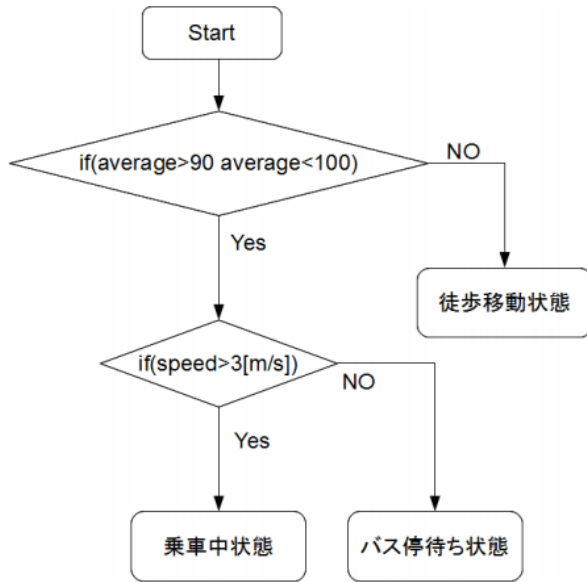 Start
if(average>90 average<100)
NO
Yes
徒歩移動状態
if(speed>3[m/s])
NO
Yes
乗車中状態
バス停待ち状態